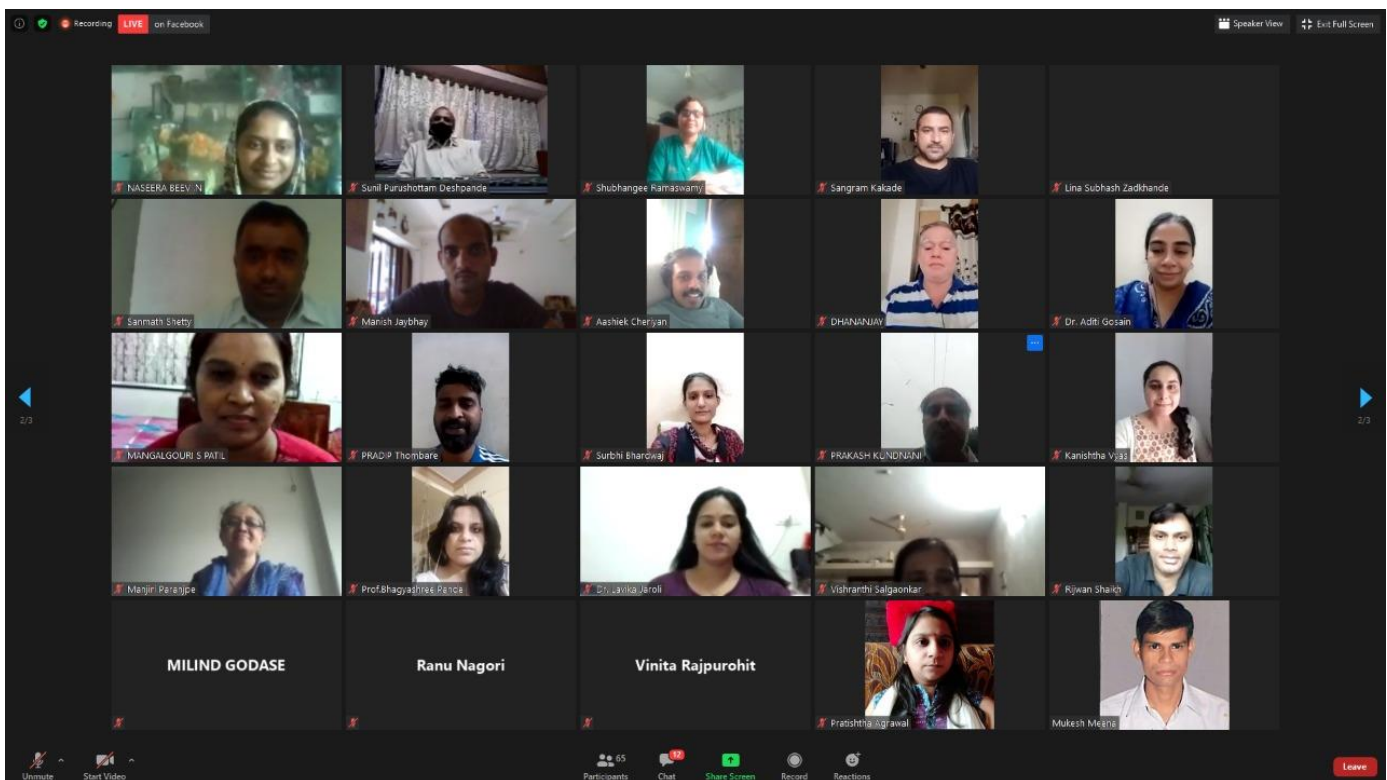 Recording LIVE on Facebook
Speaker View Exit Full Screen
NASEERA BEEVI N
Sunil Purushottam Deshpande
Shubhangee Ramaswamy
Sangram Kakade
Lina Subhash Zadkhande
Sanmath Shetty
Manish Jaybhay
Aashiek Cheriyan
DHANANJAY
Dr. Aditi Gosain
2/3
MANGALGOURI S PATIL
PRADIP Thombare
Surbhi Bhardwaj
PRAKASH KUNDNANI
Kanishtha Vyas
2/3
Manjiri Paranjpe
Prof.Bhagyashree Pande
Dr. Lavika Jaroli
Vishranthi Salgaonkar
Rijwan Shaikh
MILIND GODASE
Ranu Nagori
Vinita Rajpurohit
Pratishtha Agrawal
Mukesh Meena
Unmute
Start Video
65
Participants
12
Chat
Share Screen
Record
Reactions
Leave